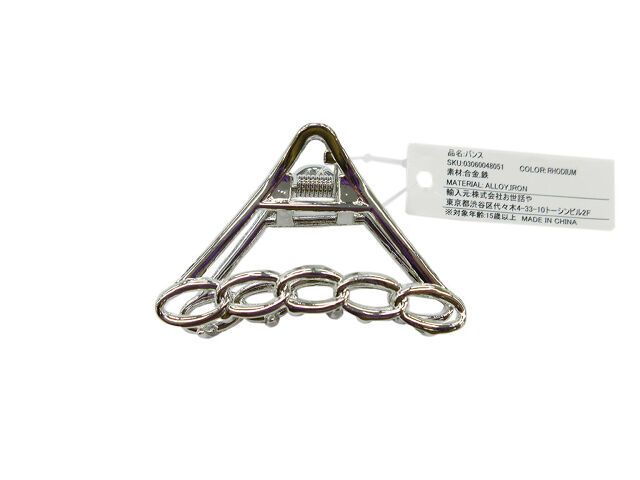 品名:バンス
SKU:03060048051 COLOR:RHODIUM
素材:合金,鉄
MATERIAL:ALLOY,IRON
輸入元:株式会社お世話や
東京都渋谷区代々木4-33-10トーシンビル2F
※対象年齢:15歳以上 MADE IN CHINA